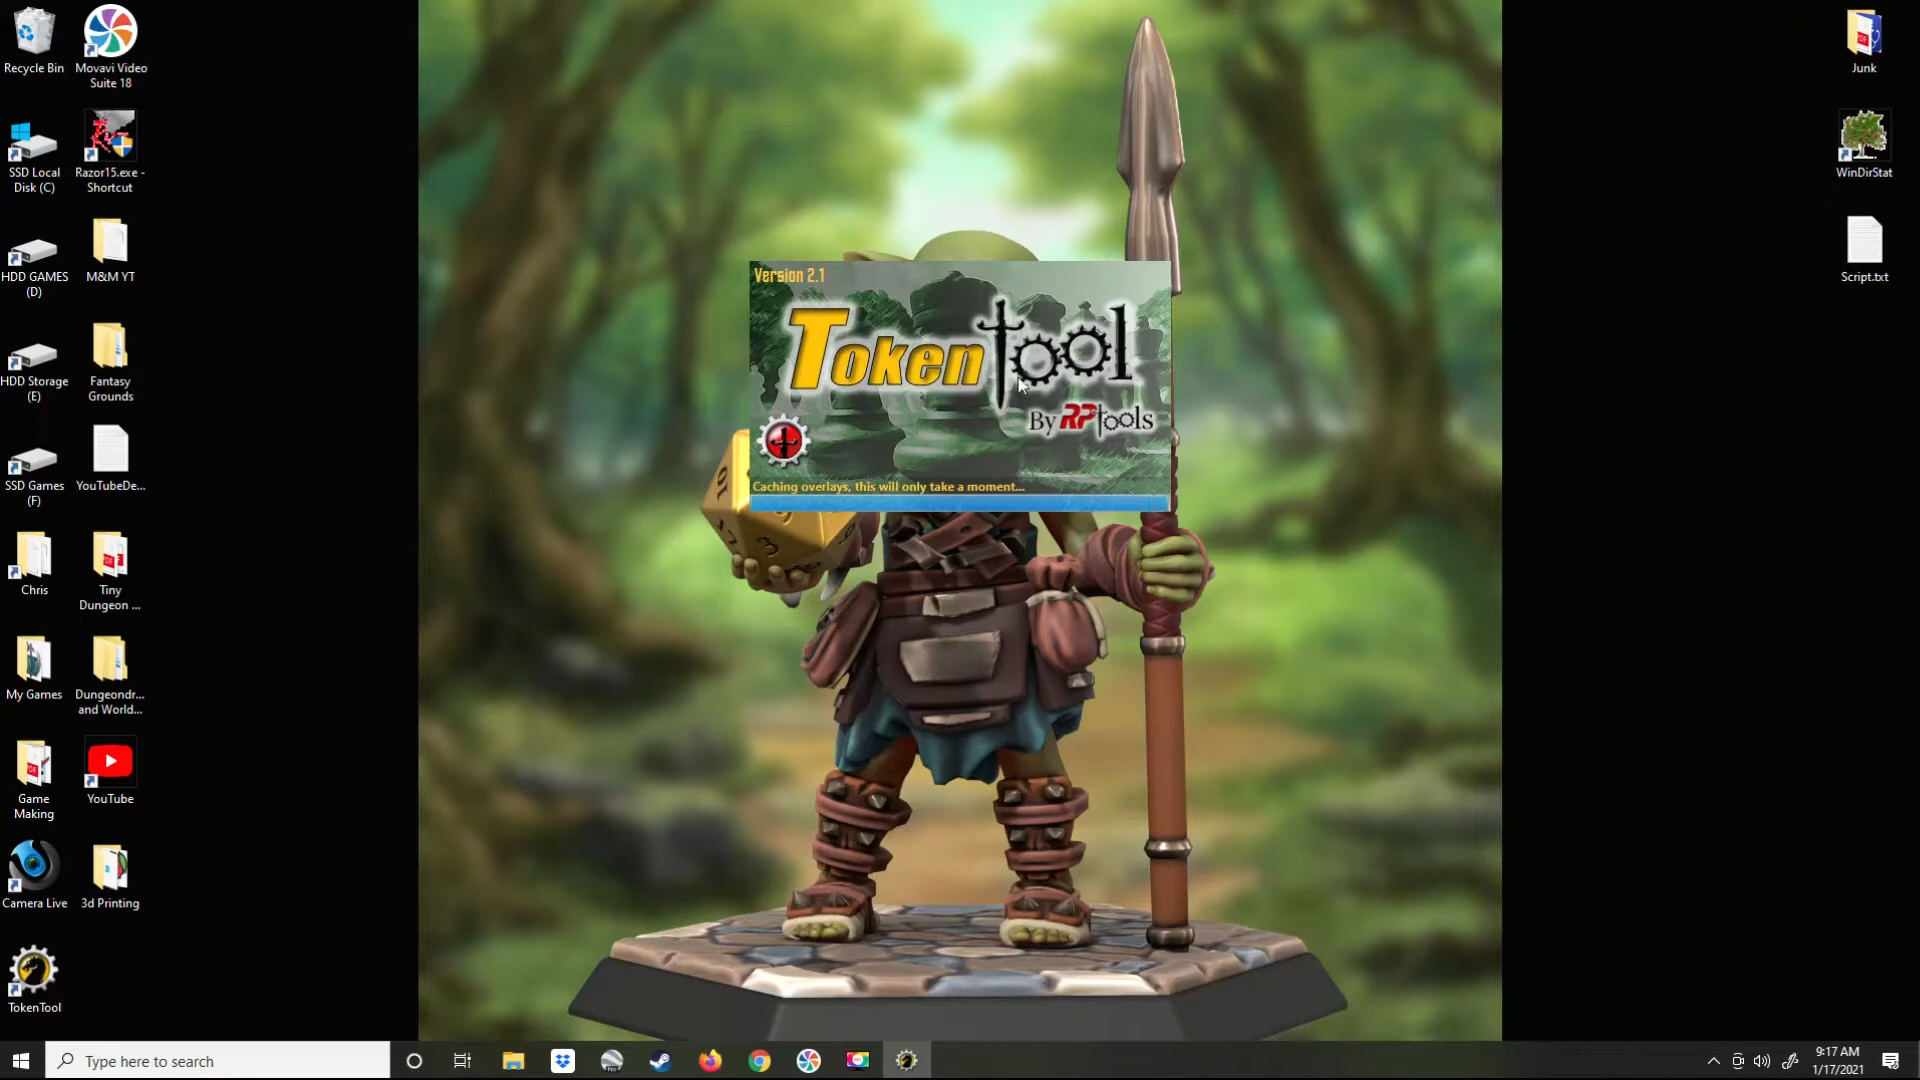 Recycle Bin
Movavi Video
Suite 18
SSD Local
Disk (C)
Razor15.exe -
Shortcut
HDD GAMES
(D)
M&M YT
HDD Storage
(E)
Fantasy
Grounds
SSD Games
(F)
YouTubeDe...
Chris
Tiny
Dungeon ...
My Games
Dungeondr...
and World...
Game
Making
YouTube
Camera Live
3d Printing
TokenTool
Version 2.1
Token tool
By RPtools
Caching overlays, this will only take a moment...
3
Junk
WinDirStat
Script.txt
Type here to search
9:17 AM
1/17/2021